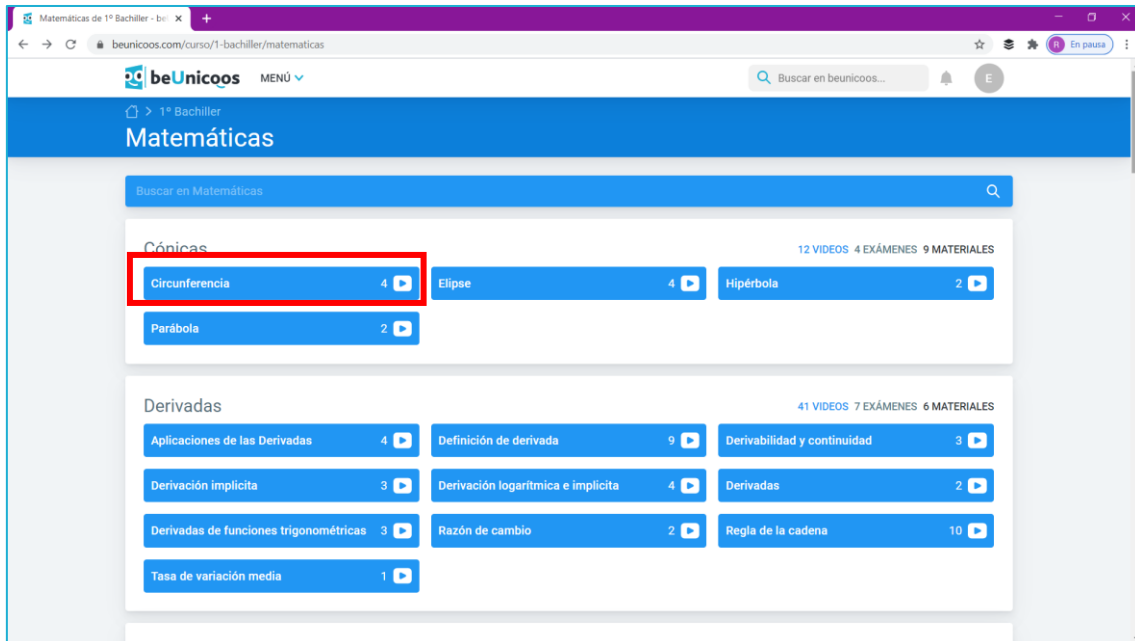 Matemáticas de 1º Bachiller - be
beunicoos.com/curso/1-bachiller/matematicas
R En pausa
beUnicoos MENÚ Buscar en beunicoos... E
> 1º Bachiller
Matemáticas
Buscar en Matemáticas
Cónicas 12 VIDEOS 4 EXÁMENES 9 MATERIALES
Circunferencia 4 Elipse 4 Hipérbola 2
Parábola 2
Derivadas 41 VIDEOS 7 EXÁMENES 6 MATERIALES
Aplicaciones de las Derivadas 4 Definición de derivada 9 Derivabilidad y continuidad 3
Derivación implicita 3 Derivación logarítmica e implicita 4 Derivadas 2
Derivadas de funciones trigonométricas 3 Razón de cambio 2 Regla de la cadena 10
Tasa de variación media 1